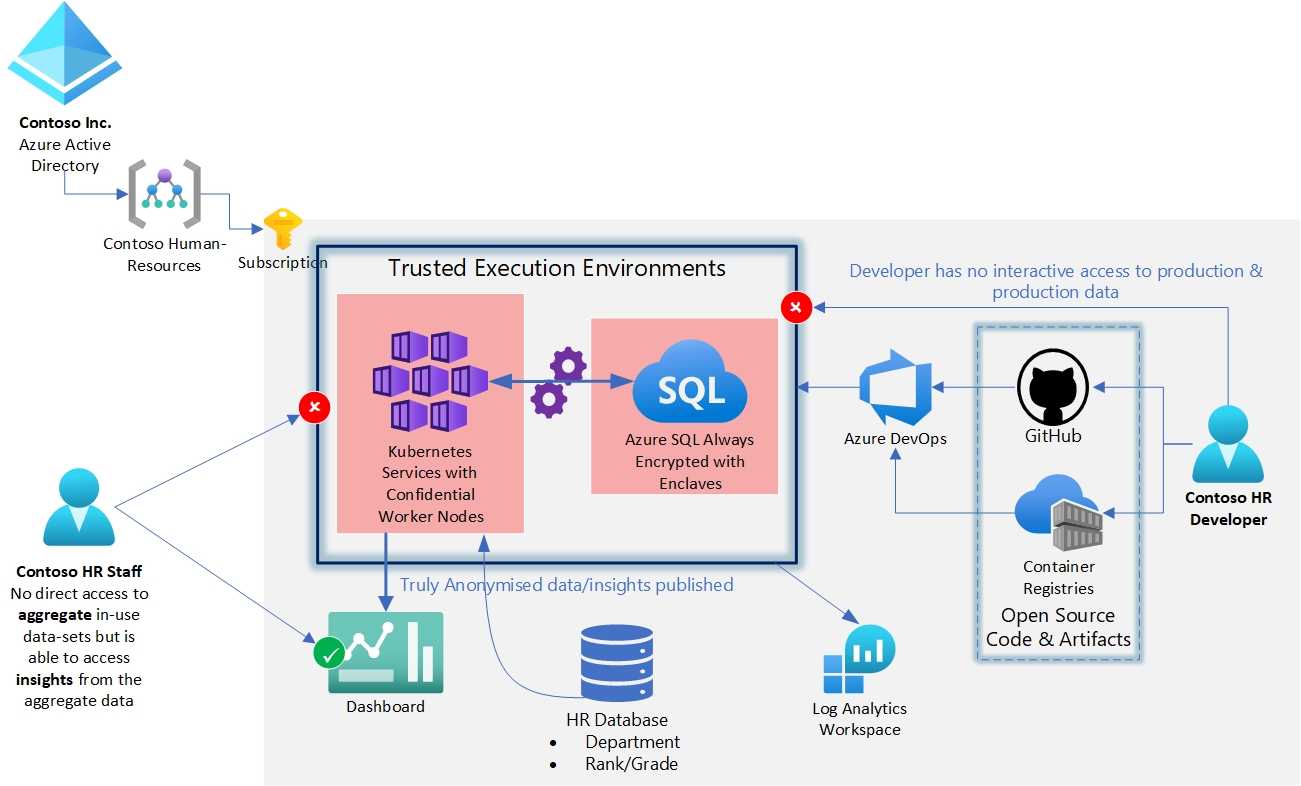 Contoso Inc.
Azure Active
Directory
Contoso Human-
Resources
Subscription
Trusted Execution Environments
Developer has no interactive access to production &
production data
Kubernetes
Services with
Confidential
Worker Nodes
SQL
Azure SQL Always
Encrypted with
Enclaves
Azure DevOps
GitHub
Container
Registries
Open Source
Code & Artifacts
Contoso HR
Developer
Contoso HR Staff
No direct access to
aggregate in-use
data-sets but is
able to access
insights from the
aggregate data
Truly Anonymised data/insights published
Dashboard
HR Database
• Department
• Rank/Grade
Log Analytics
Workspace